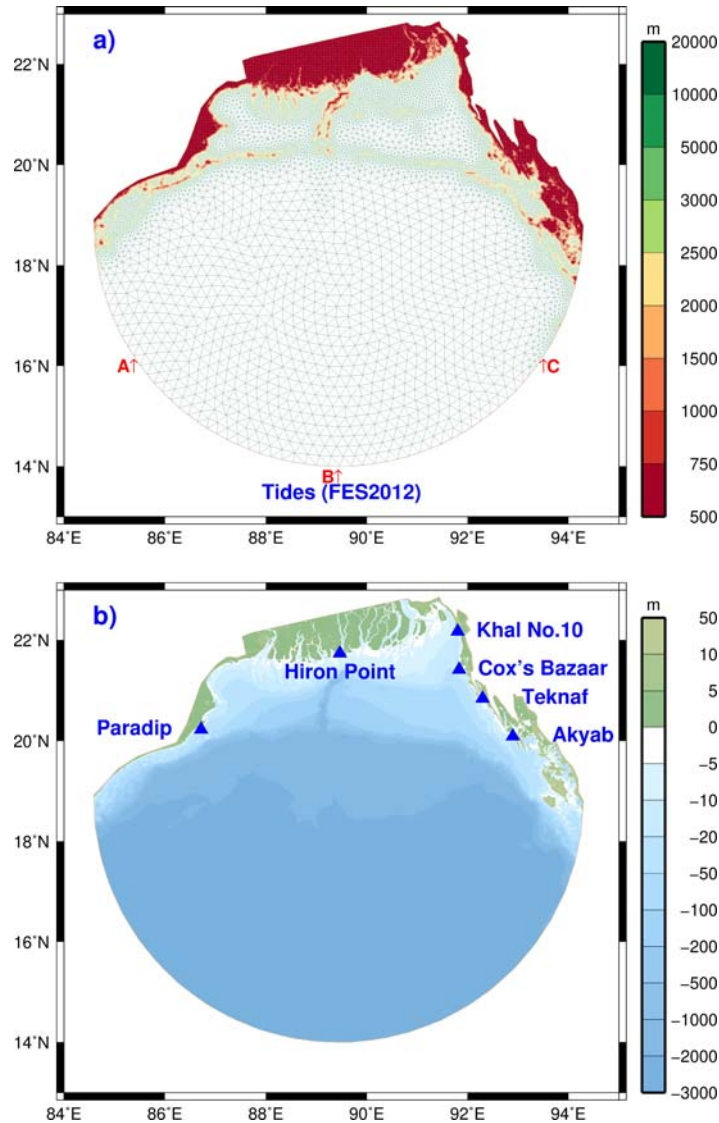 a)
m
20000
10000
5000
3000
2500
2000
1500
1000
750
500
22˚N
20˚N
18˚N
16˚N
14˚N
A↑
↑C
B↑
Tides (FES2012)
84˚E
86˚E
88˚E
90˚E
92˚E
94˚E
b)
m
50
10
5
0
−5
−10
−50
−100
−200
−500
−1000
−2000
−3000
22˚N
20˚N
18˚N
16˚N
14˚N
Khal No.10
Hiron Point
Cox's Bazaar
Teknaf
Paradip
Akyab
84˚E
86˚E
88˚E
90˚E
92˚E
94˚E